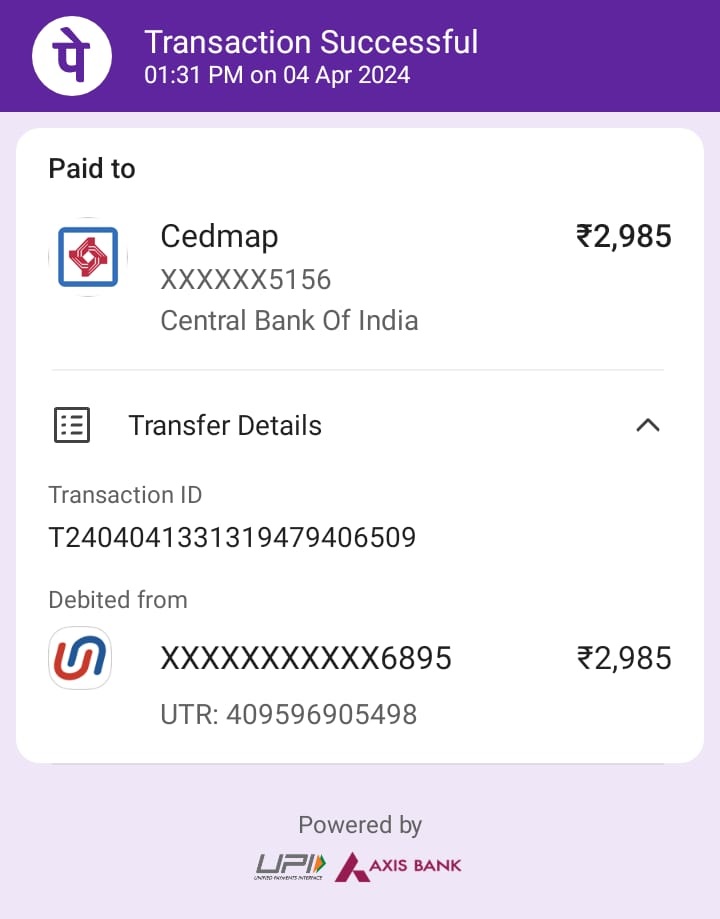 पे
Transaction Successful
01:31 PM on 04 Apr 2024
Paid to
Cedmap ₹2,985
XXXXXX5156
Central Bank Of India
Transfer Details
Transaction ID
T2404041331319479406509
Debited from
XXXXXXXXXXX6895 ₹2,985
UTR: 409596905498
Powered by
UPI AXIS BANK
UNIFIED PAYMENTS INTERFACE